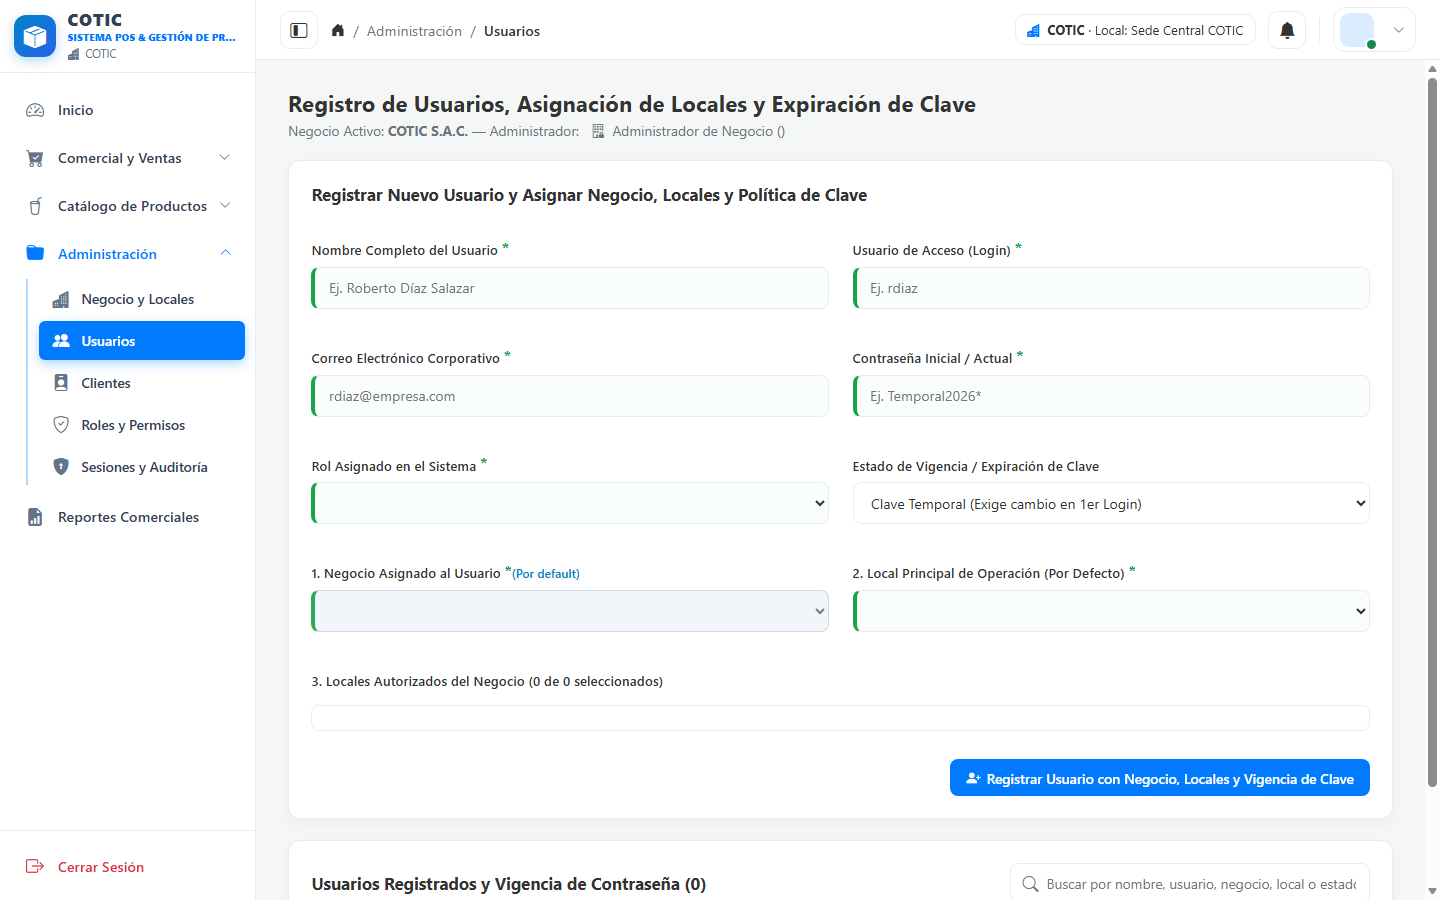 COTIC
SISTEMA POS & GESTIÓN DE PR...
COTIC
/ Administración / Usuarios
COTIC · Local: Sede Central COTIC
Inicio
Comercial y Ventas
Catálogo de Productos
Administración
Negocio y Locales
Usuarios
Clientes
Roles y Permisos
Sesiones y Auditoría
Reportes Comerciales
Cerrar Sesión
Registro de Usuarios, Asignación de Locales y Expiración de Clave
Negocio Activo: COTIC S.A.C. — Administrador: Administrador de Negocio ()
Registrar Nuevo Usuario y Asignar Negocio, Locales y Política de Clave
Nombre Completo del Usuario *
Ej. Roberto Díaz Salazar
Usuario de Acceso (Login) *
Ej. rdiaz
Correo Electrónico Corporativo *
rdiaz@empresa.com
Contraseña Inicial / Actual *
Ej. Temporal2026*
Rol Asignado en el Sistema *
Estado de Vigencia / Expiración de Clave
Clave Temporal (Exige cambio en 1er Login)
1. Negocio Asignado al Usuario *(Por default)
2. Local Principal de Operación (Por Defecto) *
3. Locales Autorizados del Negocio (0 de 0 seleccionados)
Registrar Usuario con Negocio, Locales y Vigencia de Clave
Usuarios Registrados y Vigencia de Contraseña (0)
Buscar por nombre, usuario, negocio, local o estado